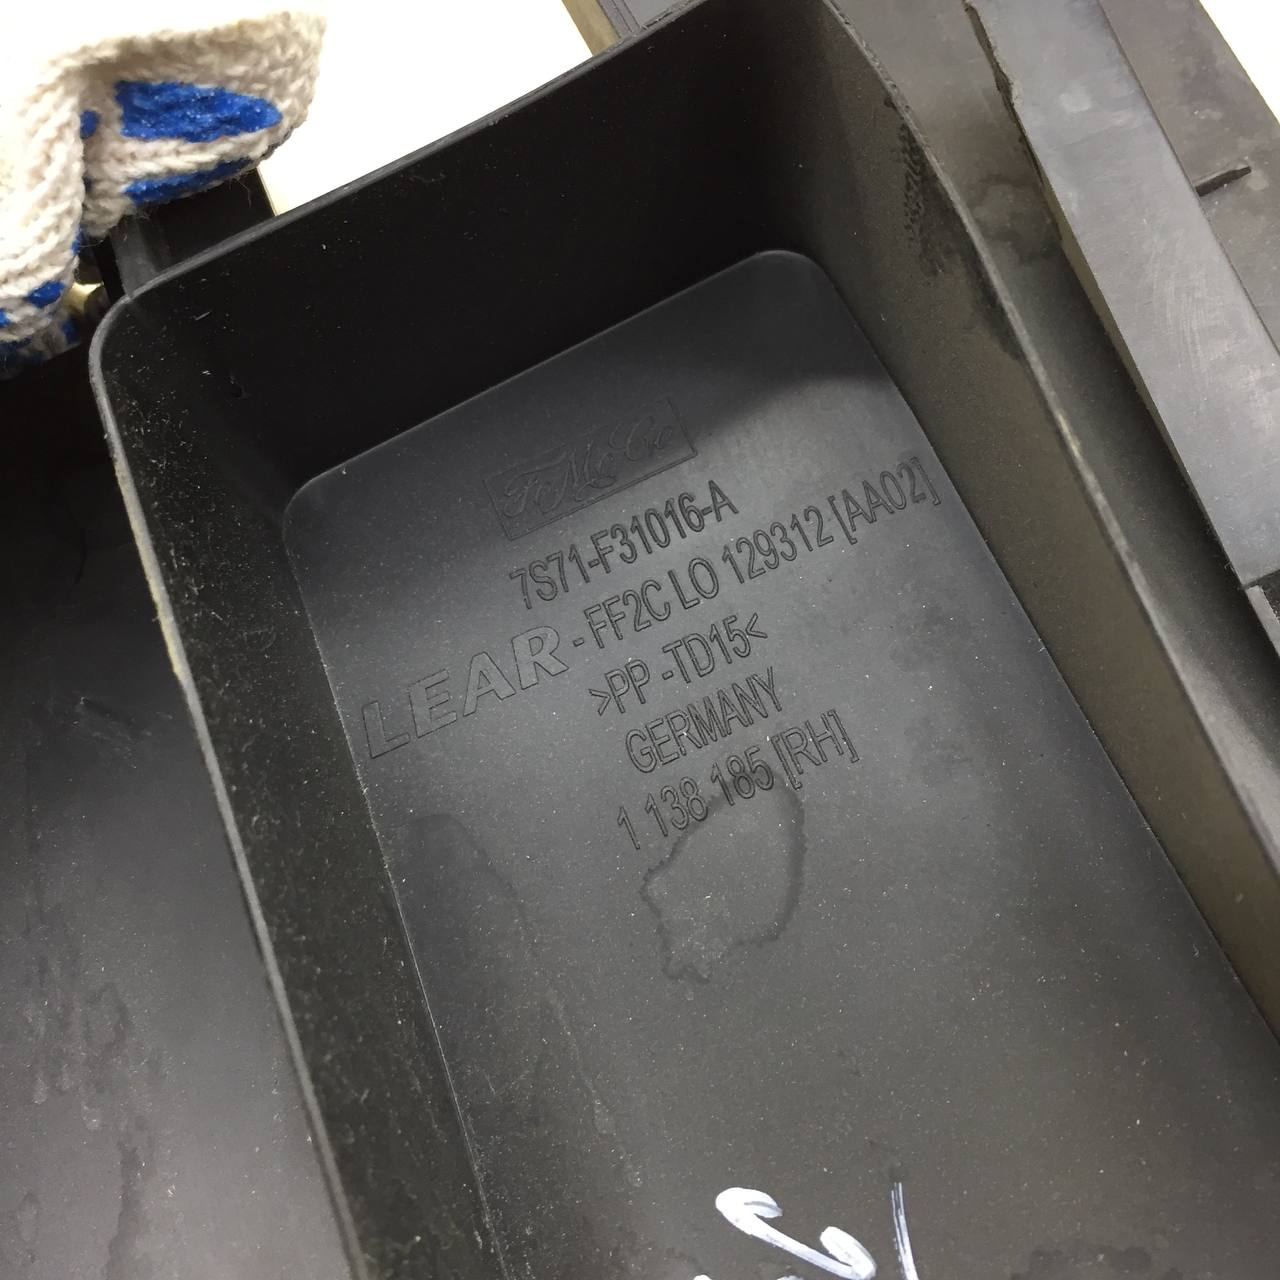 FoMoCo
7S71-F31016-A
LEAR - FF2C LO 129312 [AA02]
>PP -TD15<
GERMANY
1 138 185 [RH]